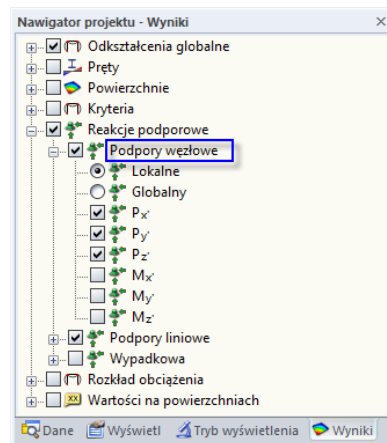 Nawigator projektu - Wyniki
Odkształcenia globalne
Pręty
Powierzchnie
Kryteria
Reakcje podporowe
Podpory węzłowe
Lokalne
Globalny
Px'
Py'
Pz'
Mx'
My'
Mz'
Podpory liniowe
Wypadkowa
Rozkład obciążenia
Wartości na powierzchniach
Dane Wyświetl Tryb wyświetlenia Wyniki